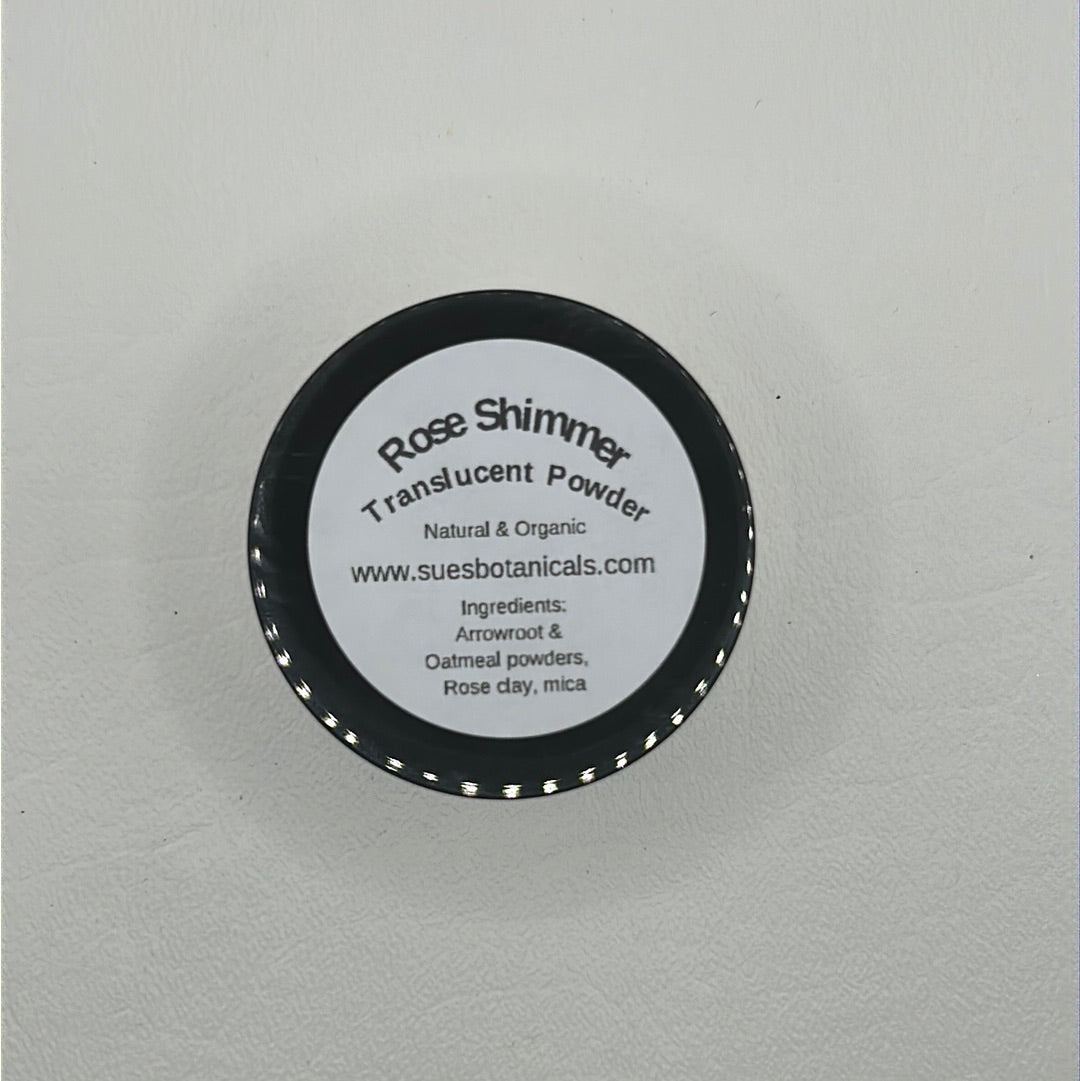 Rose Shimmer
Translucent Powder
Natural & Organic
www.suesbotanicals.com
Ingredients:
Arrowroot &
Oatmeal powders,
Rose clay, mica